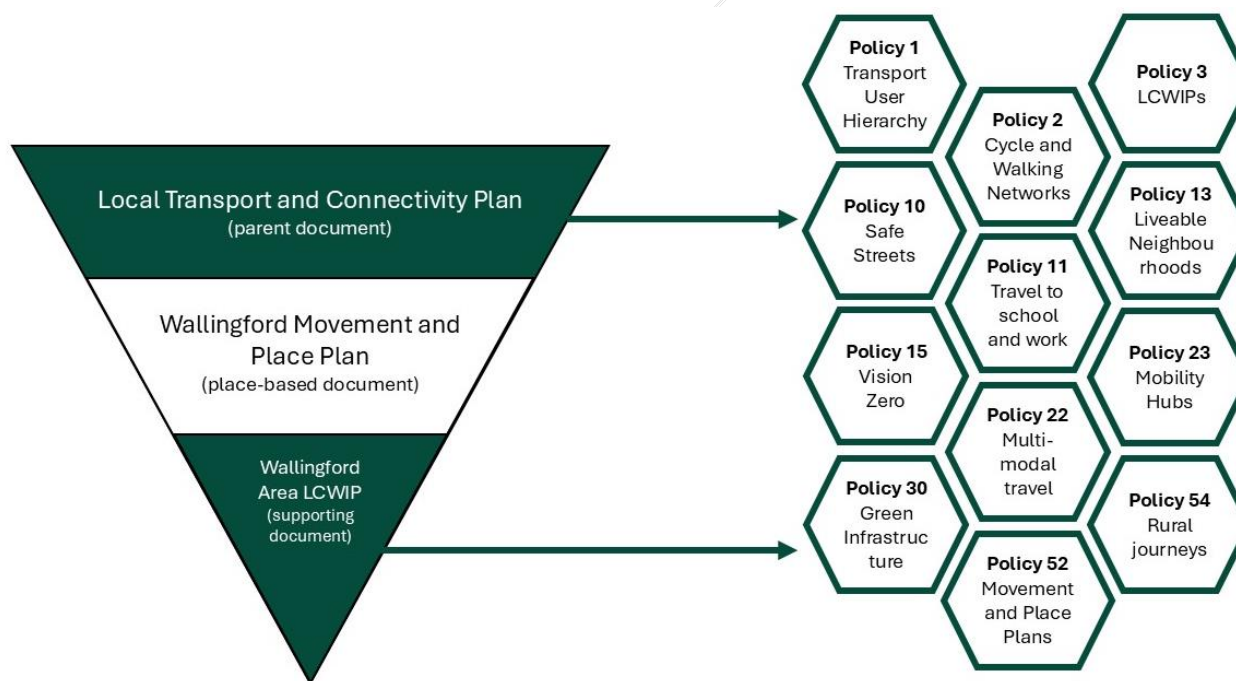 Local Transport and Connectivity Plan
(parent document)
Wallingford Movement and
Place Plan
(place-based document)
Wallingford
Area LCWIP
(supporting
document)
Policy 1
Transport
User
Hierarchy
Policy 2
Cycle and
Walking
Networks
Policy 3
LCWIPs
Policy 10
Safe
Streets
Policy 11
Travel to
school
and work
Policy 13
Liveable
Neighbou
rhoods
Policy 15
Vision
Zero
Policy 22
Multi-
modal
travel
Policy 23
Mobility
Hubs
Policy 30
Green
Infrastruc
ture
Policy 52
Movement
and Place
Plans
Policy 54
Rural
journeys